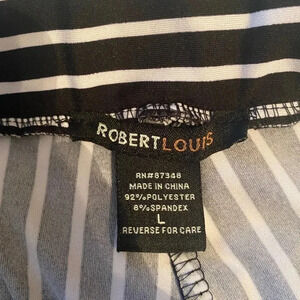 ROBERTLOUIS
RN#87348
MADE IN CHINA
92%POLYESTER
8%SPANDEX
L
REVERSE FOR CARE